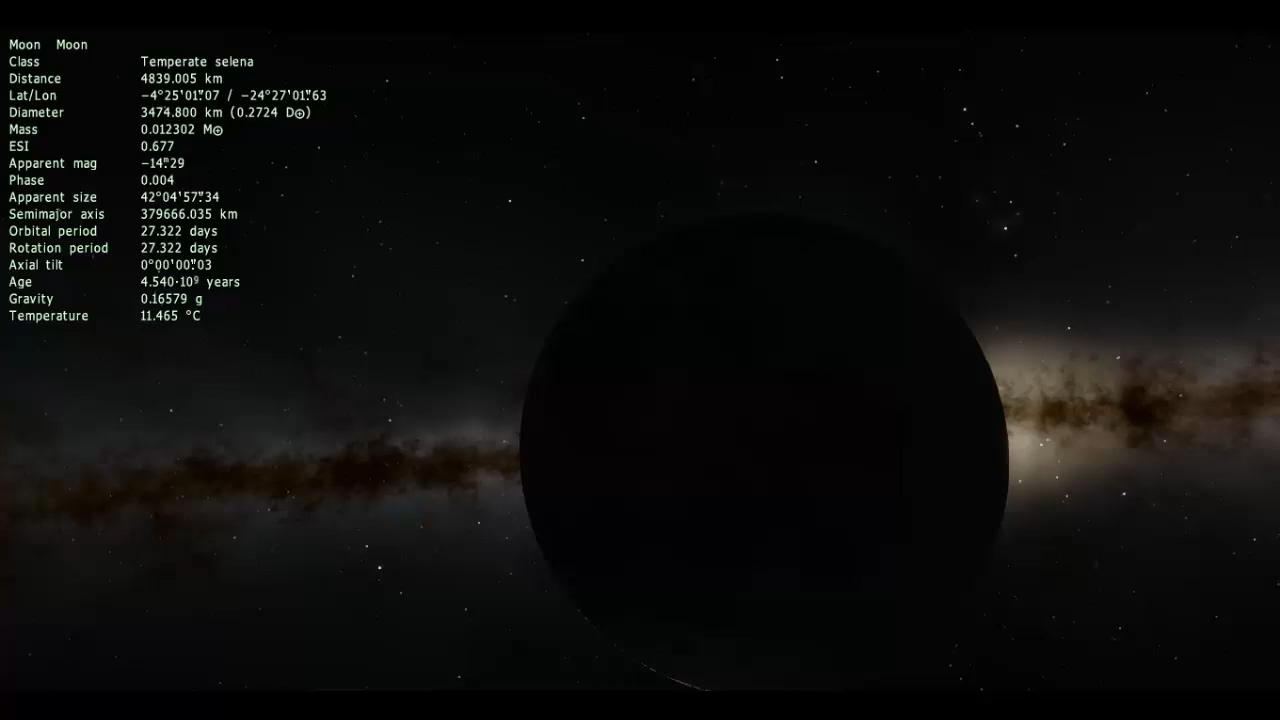 Moon Moon
Class Temperate selena
Distance 4839.005 km
Lat/Lon −4°25'01"07 / −24°27'01"63
Diameter 3474.800 km (0.2724 D⊕)
Mass 0.012302 M⊕
ESI 0.677
Apparent mag −14ᵐ29
Phase 0.004
Apparent size 42°04'57"34
Semimajor axis 379666.035 km
Orbital period 27.322 days
Rotation period 27.322 days
Axial tilt 0°00'00"03
Age 4.540·10⁹ years
Gravity 0.16579 g
Temperature 11.465 °C